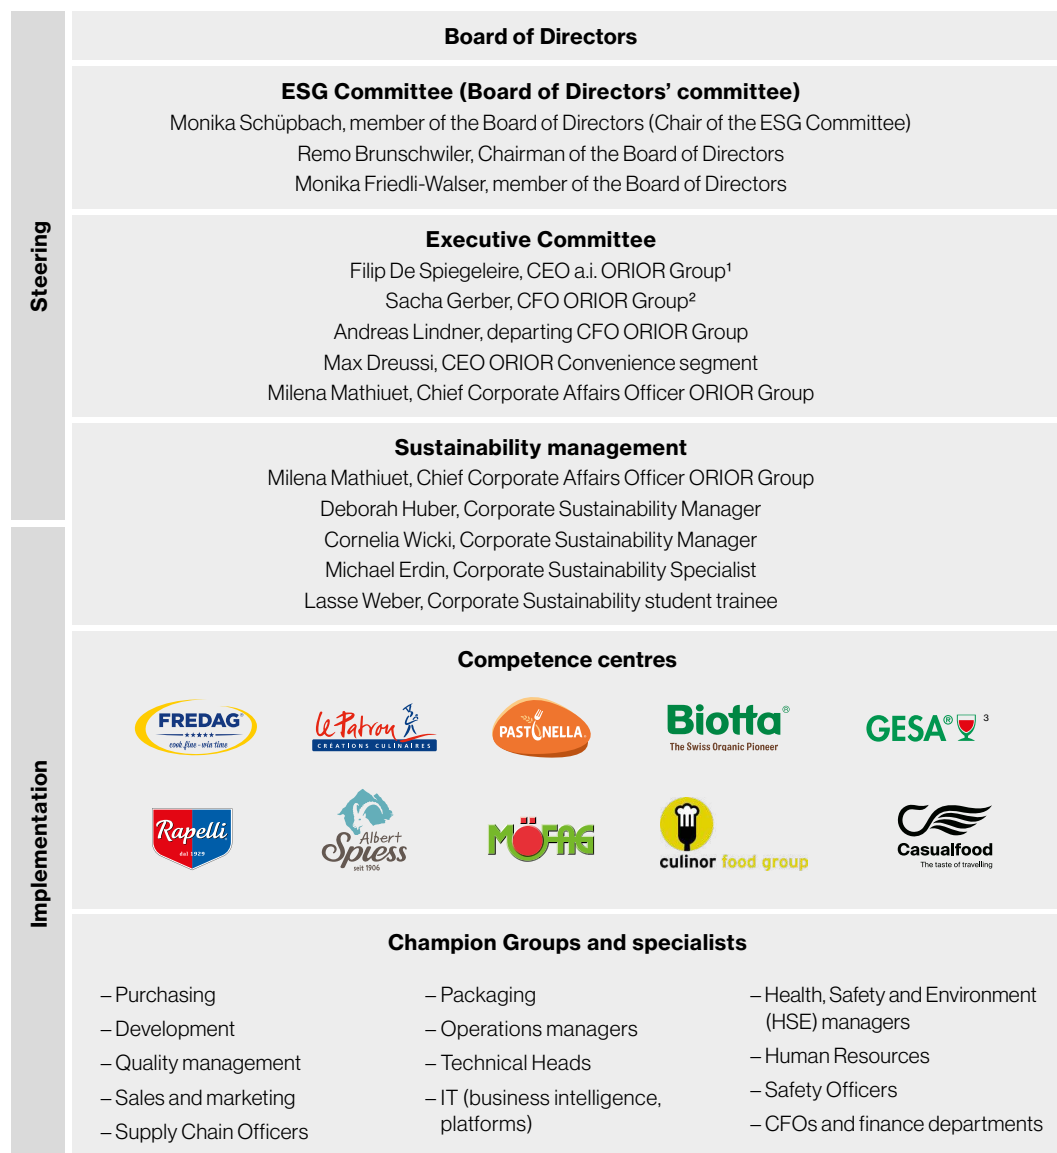 Steering
Board of Directors
ESG Committee (Board of Directors’ committee)
Monika Schüpbach, member of the Board of Directors (Chair of the ESG Committee)
Remo Brunschwiler, Chairman of the Board of Directors
Monika Friedli-Walser, member of the Board of Directors
Executive Committee
Filip De Spiegeleire, CEO a.i. ORIOR Group¹
Sacha Gerber, CFO ORIOR Group²
Andreas Lindner, departing CFO ORIOR Group
Max Dreussi, CEO ORIOR Convenience segment
Milena Mathiuet, Chief Corporate Affairs Officer ORIOR Group
Sustainability management
Milena Mathiuet, Chief Corporate Affairs Officer ORIOR Group
Deborah Huber, Corporate Sustainability Manager
Cornelia Wicki, Corporate Sustainability Manager
Michael Erdin, Corporate Sustainability Specialist
Lasse Weber, Corporate Sustainability student trainee
Implementation
Competence centres
FREDAG®
cook fine - win time
le Patron
CRÉATIONS CULINAIRES
PASTINELLA
Biotta®
The Swiss Organic Pioneer
GESA® ³
Rapelli
dal 1929
Albert
Spiess
seit 1906
MÖFAG
culinor food group
Casualfood
The taste of travelling
Champion Groups and specialists
– Purchasing
– Development
– Quality management
– Sales and marketing
– Supply Chain Officers
– Packaging
– Operations managers
– Technical Heads
– IT (business intelligence,
platforms)
– Health, Safety and Environment
(HSE) managers
– Human Resources
– Safety Officers
– CFOs and finance departments